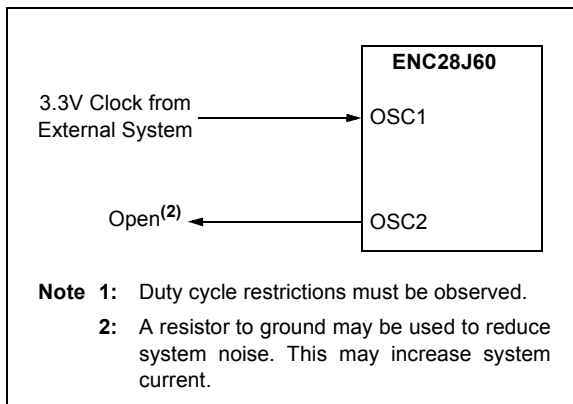 ENC28J60
3.3V Clock from
External System
OSC1
Open(2)
OSC2
Note 1: Duty cycle restrictions must be observed.
2: A resistor to ground may be used to reduce
system noise. This may increase system
current.